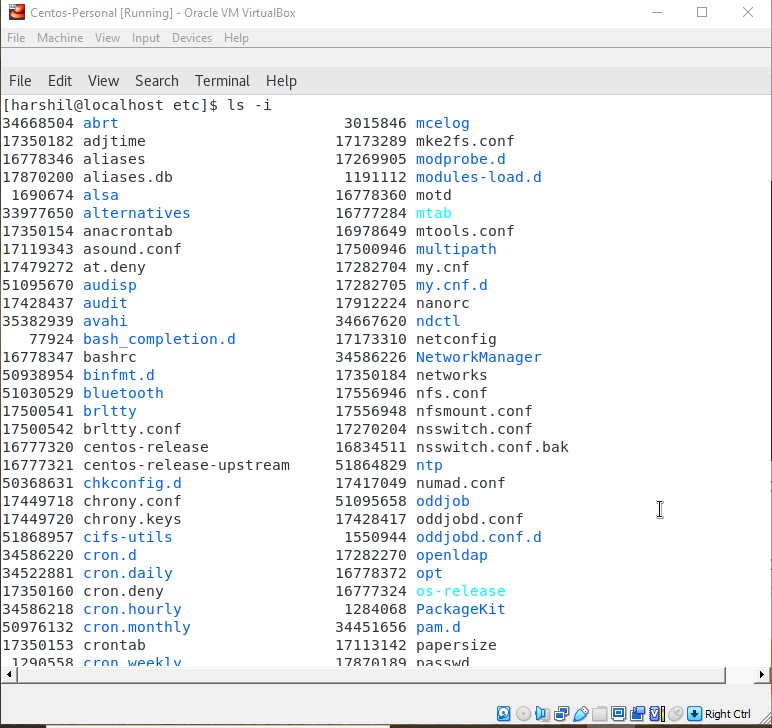 Centos-Personal [Running] - Oracle VM VirtualBox
File Machine View Input Devices Help
File Edit View Search Terminal Help
[harshil@localhost etc]$ ls -i
34668504 abrt 3015846 mcelog
17350182 adjtime 17173289 mke2fs.conf
16778346 aliases 17269905 modprobe.d
17870200 aliases.db 1191112 modules-load.d
1690674 alsa 16778360 motd
33977650 alternatives 16777284 mtab
17350154 anacrontab 16978649 mtools.conf
17119343 asound.conf 17500946 multipath
17479272 at.deny 17282704 my.cnf
51095670 audisp 17282705 my.cnf.d
17428437 audit 17912224 nanorc
35382939 avahi 34667620 ndctl
77924 bash_completion.d 17173310 netconfig
16778347 bashrc 34586226 NetworkManager
50938954 binfmt.d 17350184 networks
51030529 bluetooth 17556946 nfs.conf
17500541 brltty 17556948 nfsmount.conf
17500542 brltty.conf 17270204 nsswitch.conf
16777320 centos-release 16834511 nsswitch.conf.bak
16777321 centos-release-upstream 51864829 ntp
50368631 chkconfig.d 17417049 numad.conf
17449718 chrony.conf 51095658 oddjob
17449720 chrony.keys 17428417 oddjobd.conf
51868957 cifs-utils 1550944 oddjobd.conf.d
34586220 cron.d 17282270 openldap
34522881 cron.daily 16778372 opt
17350160 cron.deny 16777324 os-release
34586218 cron.hourly 1284068 PackageKit
50976132 cron.monthly 34451656 pam.d
17350153 crontab 17113142 papersize
1290558 cron.weekly 17870189 passwd
Right Ctrl